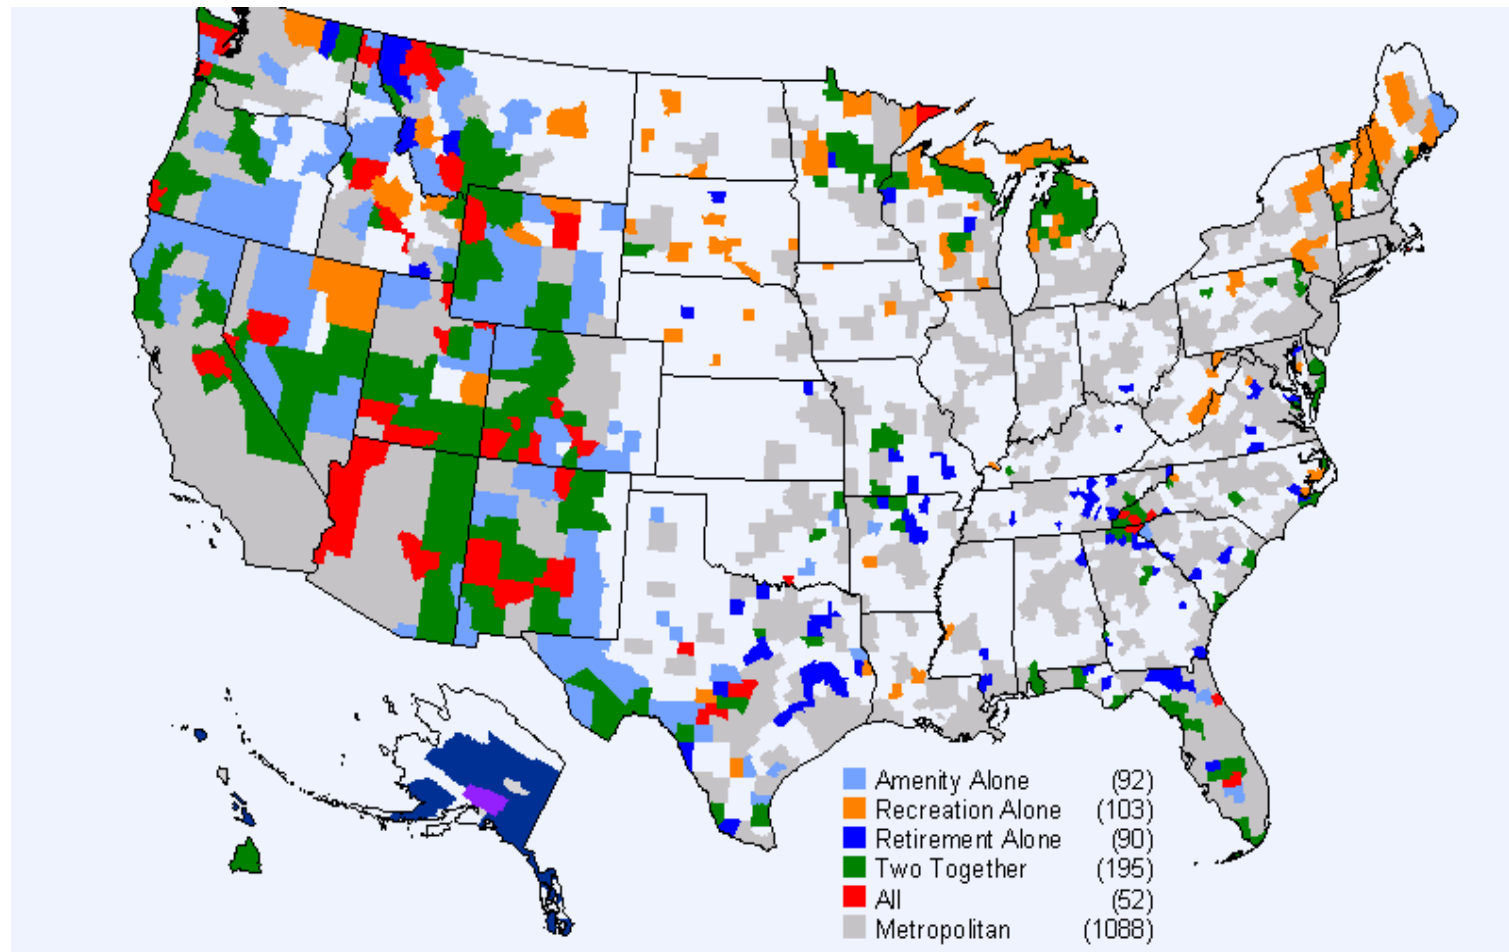 Amenity Alone (92)
Recreation Alone (103)
Retirement Alone (90)
Two Together (195)
All (52)
Metropolitan (1088)